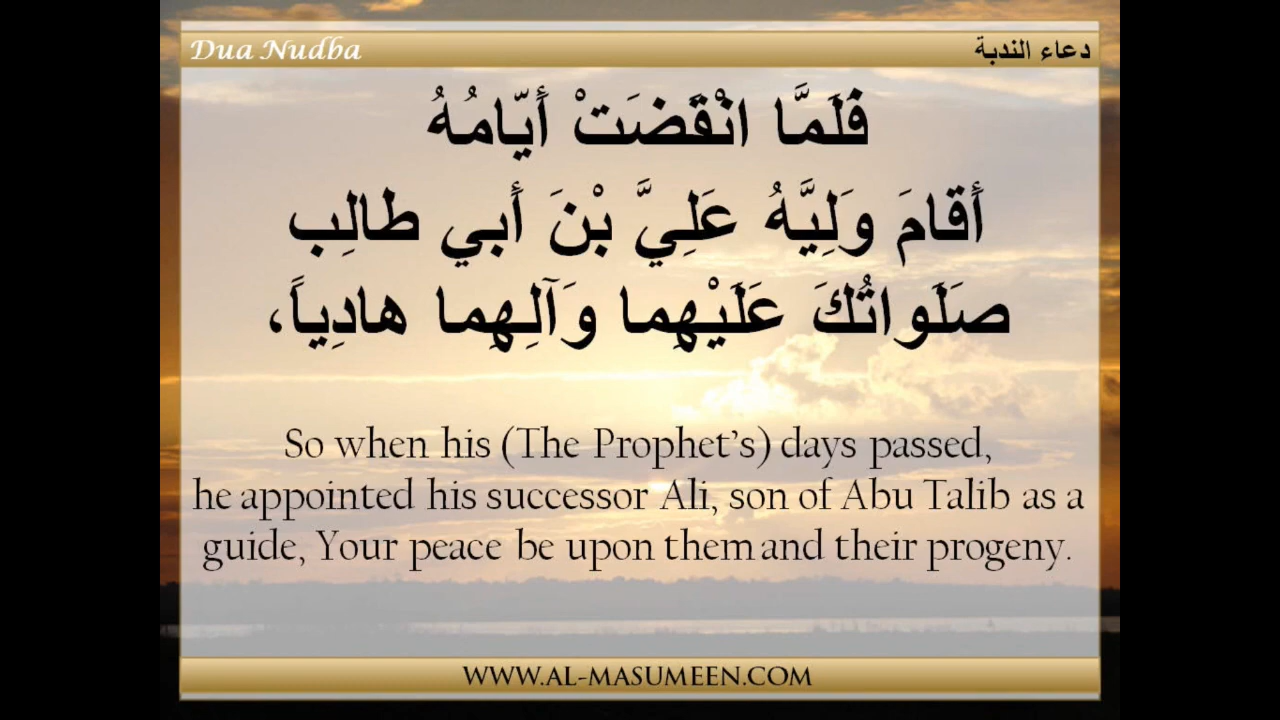 Dua Nudba
دعاء الندبة
فَلَمَّا انْقَضَتْ أَيّامُهُ
أَقامَ وَلِيَّهُ عَلِيَّ بْنَ أَبي طالِب
صَلَواتُكَ عَلَيْهِما وَآلِهِما هادِياً،
So when his (The Prophet's) days passed,
he appointed his successor Ali, son of Abu Talib as a
guide, Your peace be upon them and their progeny.
WWW.AL-MASUMEEN.COM